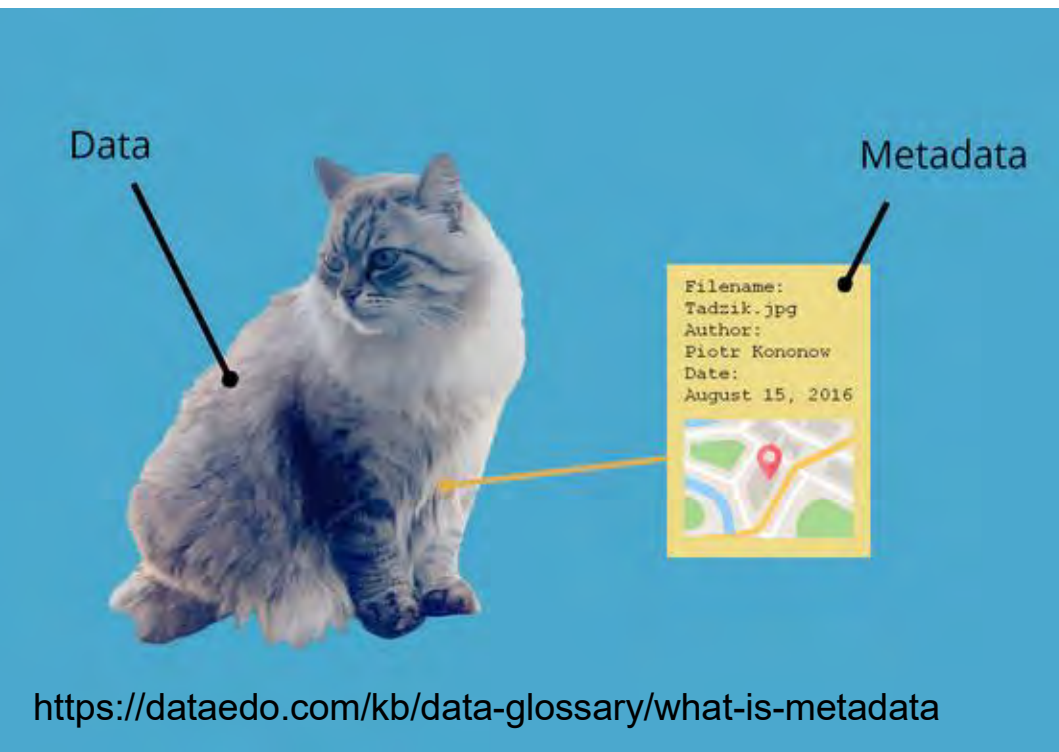 Data
Metadata
Filename:
Tadzik.jpg
Author:
Piotr Kononow
Date:
August 15, 2016
https://dataedo.com/kb/data-glossary/what-is-metadata